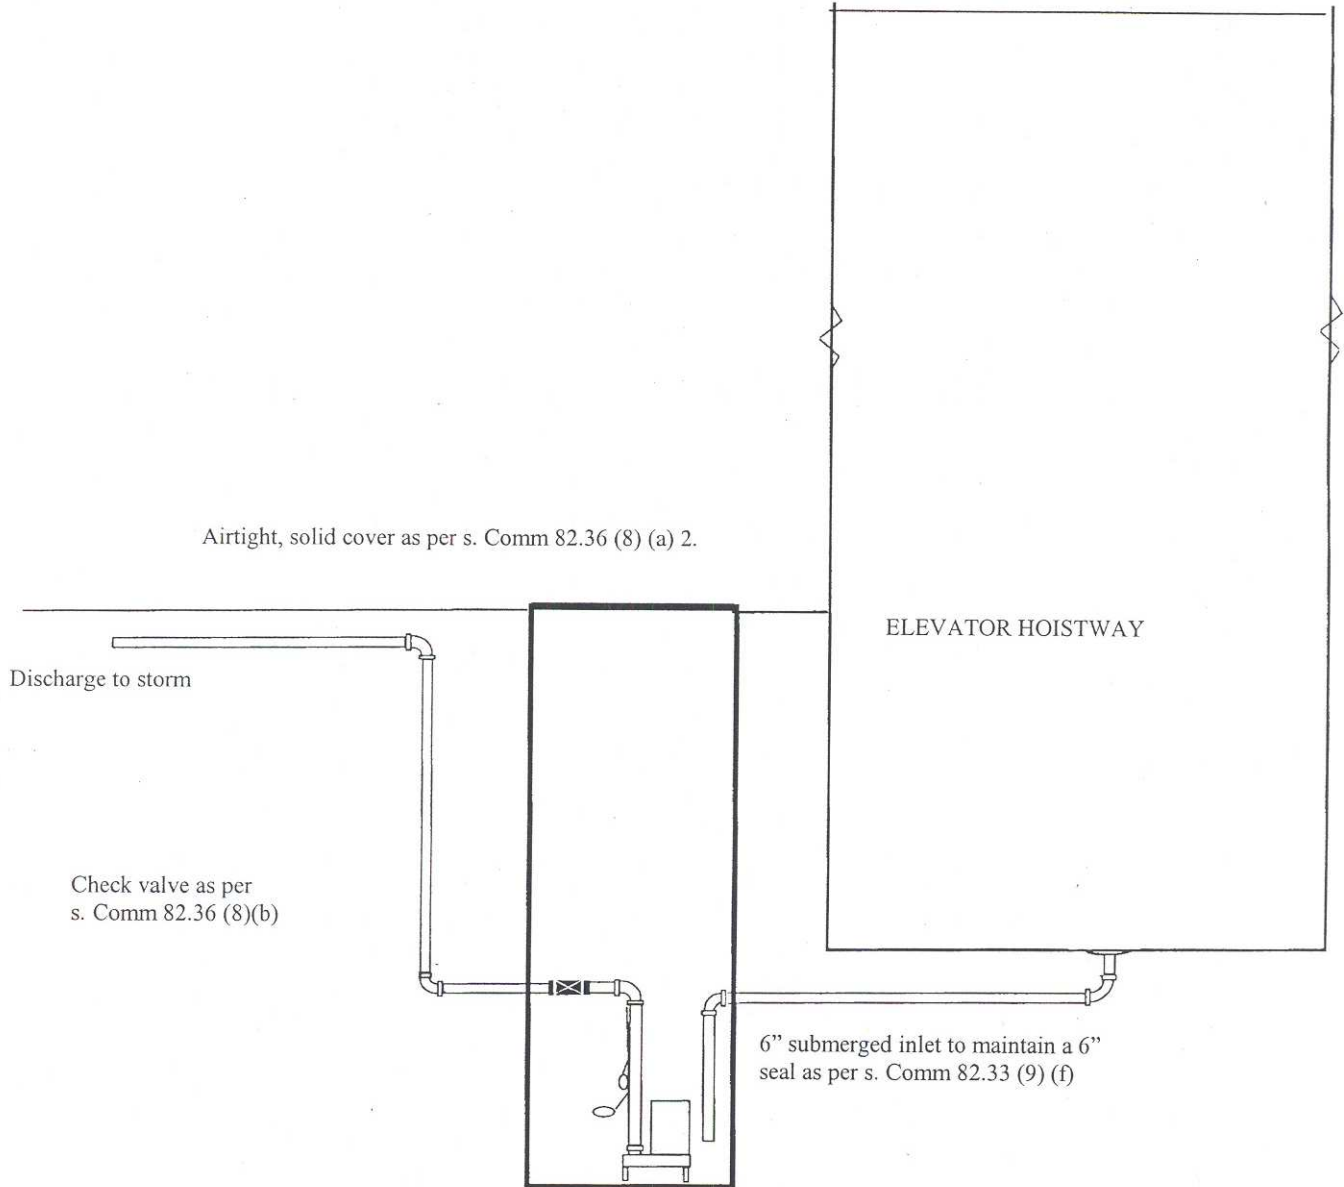 Airtight, solid cover as per s. Comm 82.36 (8) (a) 2.
ELEVATOR HOISTWAY
Discharge to storm
Check valve as per
s. Comm 82.36 (8)(b)
6” submerged inlet to maintain a 6”
seal as per s. Comm 82.33 (9) (f)